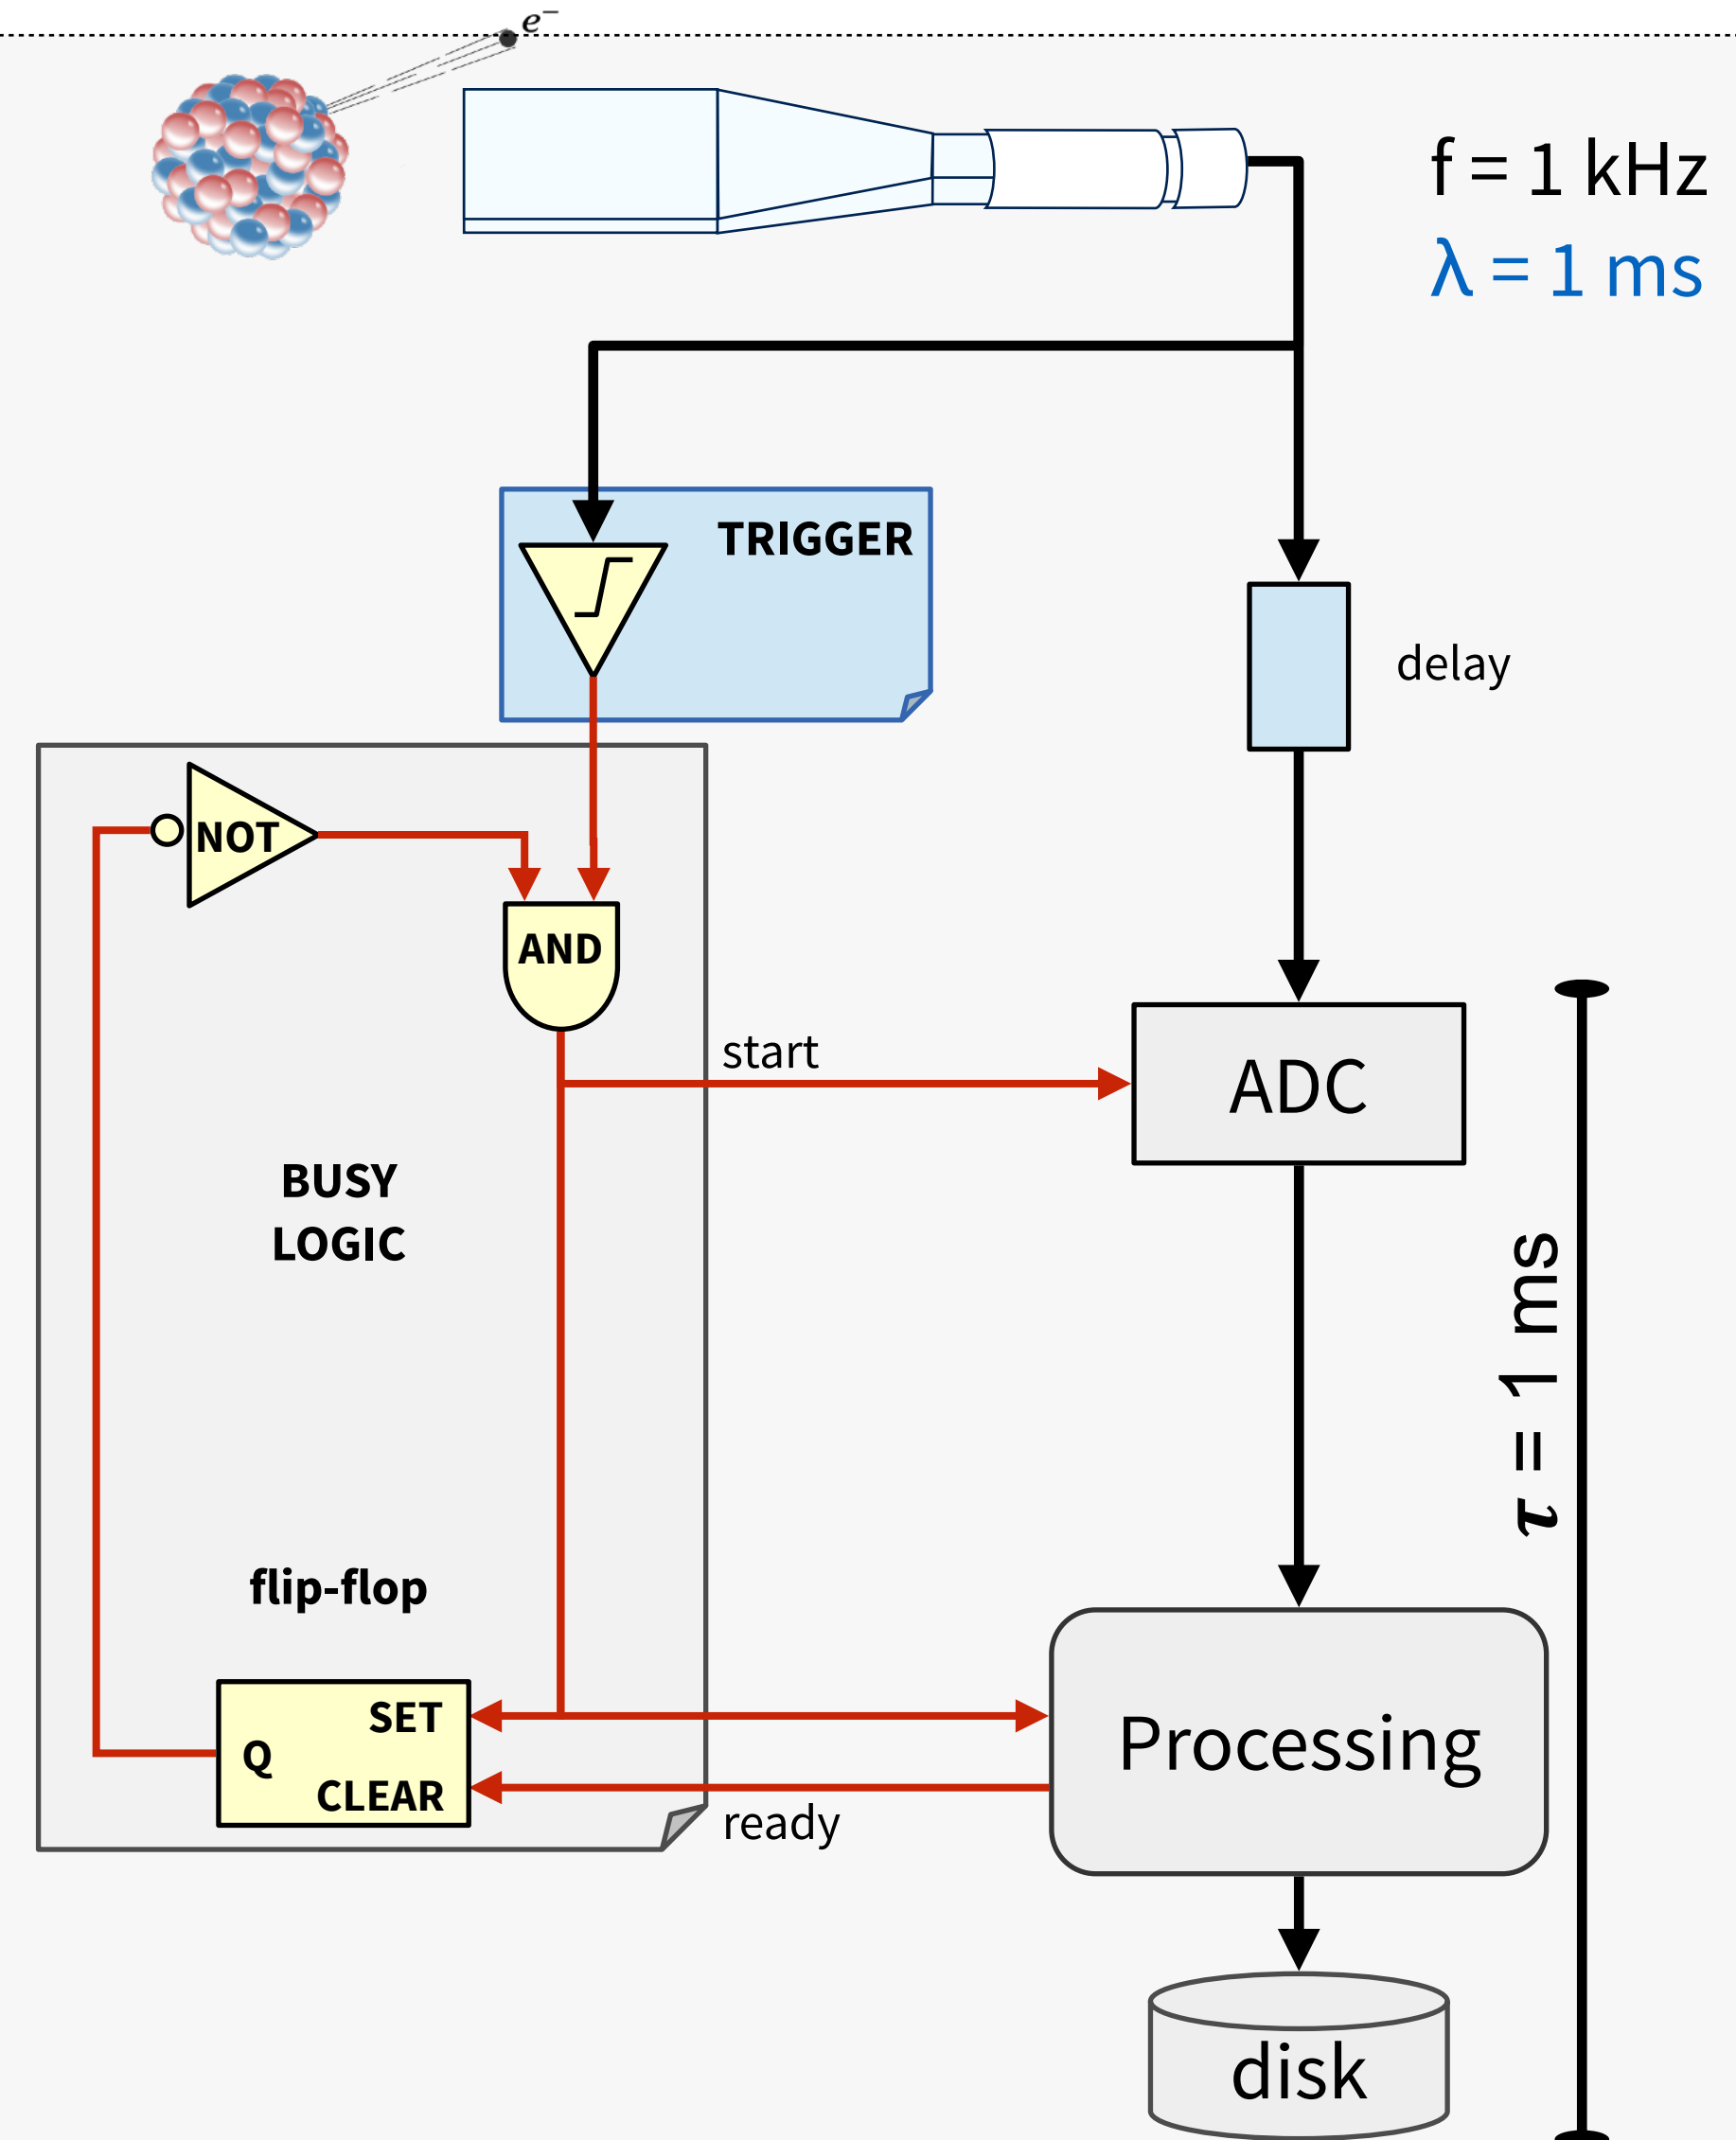 e⁻
f = 1 kHz
λ = 1 ms
TRIGGER
delay
NOT
AND
start
ADC
BUSY
LOGIC
τ = 1 ms
flip-flop
SET
Q
CLEAR
Processing
ready
disk